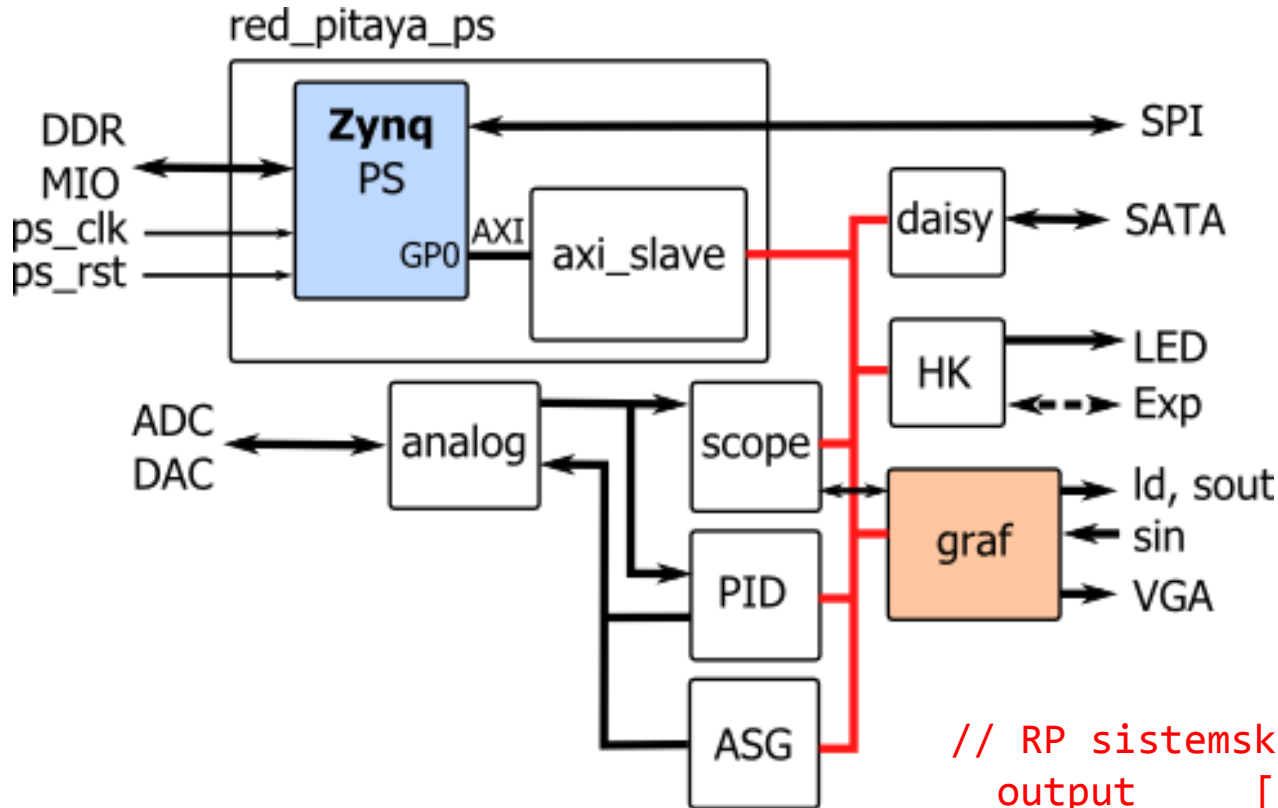 red_pitaya_ps
DDR
MIO
ps_clk
ps_rst
Zynq
PS
GP0
AXI
axi_slave
SPI
daisy
SATA
HK
LED
Exp
ADC
DAC
analog
scope
graf
ld, sout
sin
VGA
PID
ASG
// RP sistemsk
output [